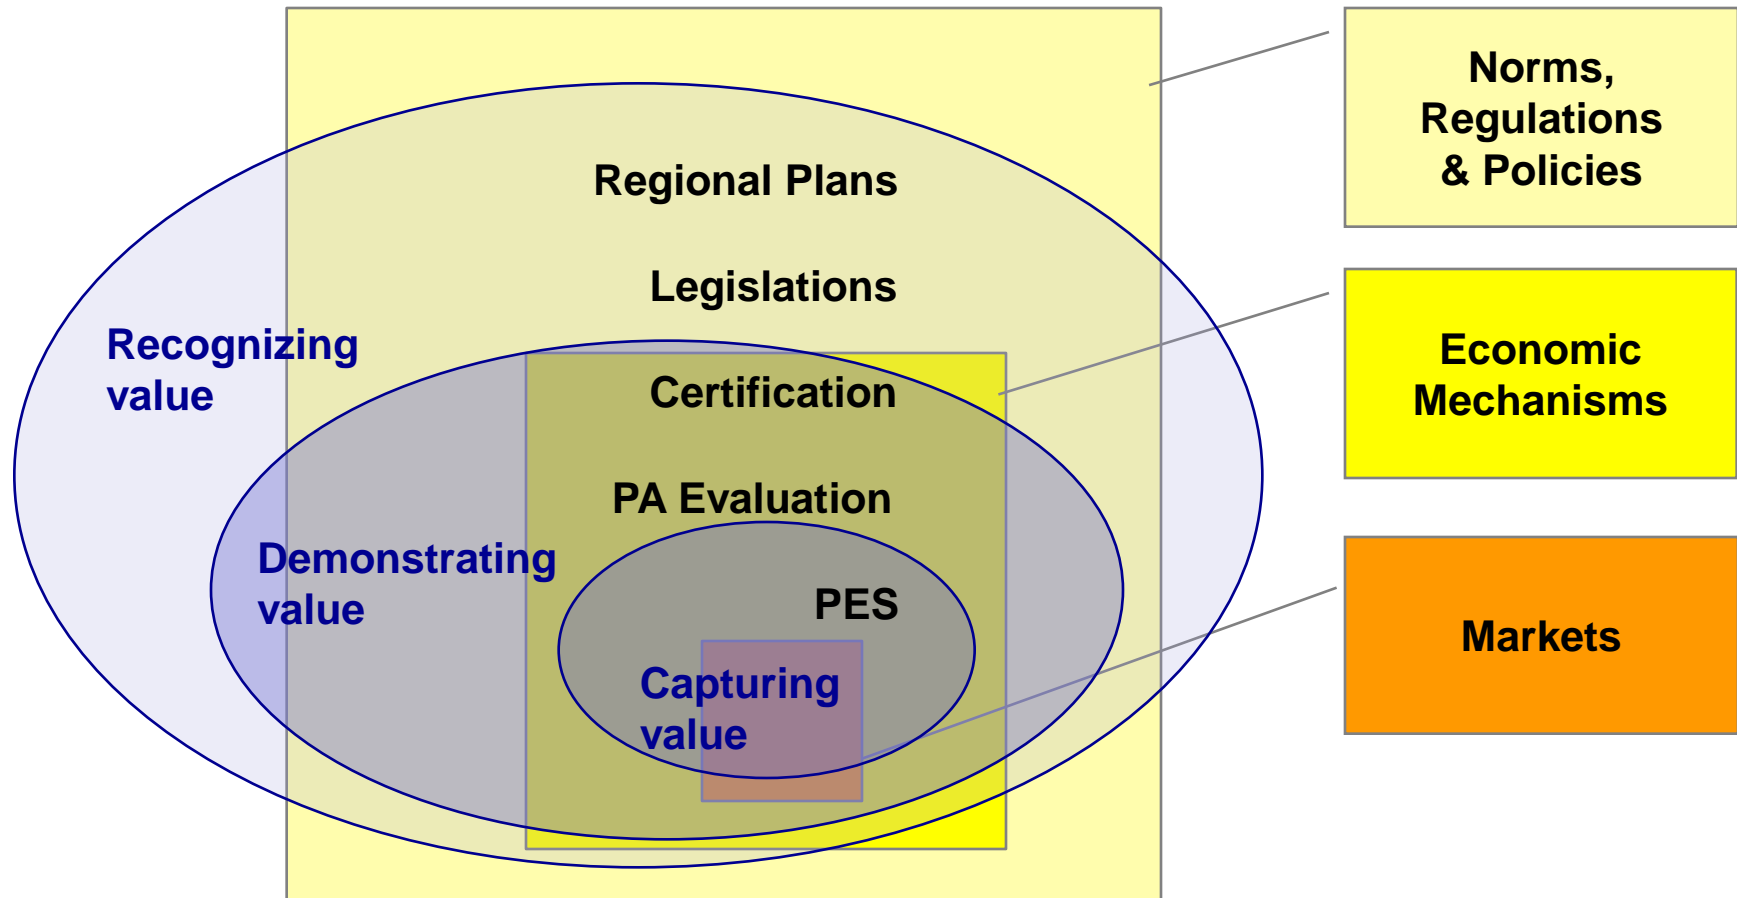 Norms,
Regulations
& Policies
Regional Plans
Legislations
Recognizing
value
Economic
Mechanisms
Certification
PA Evaluation
Demonstrating
value
PES
Markets
Capturing
value